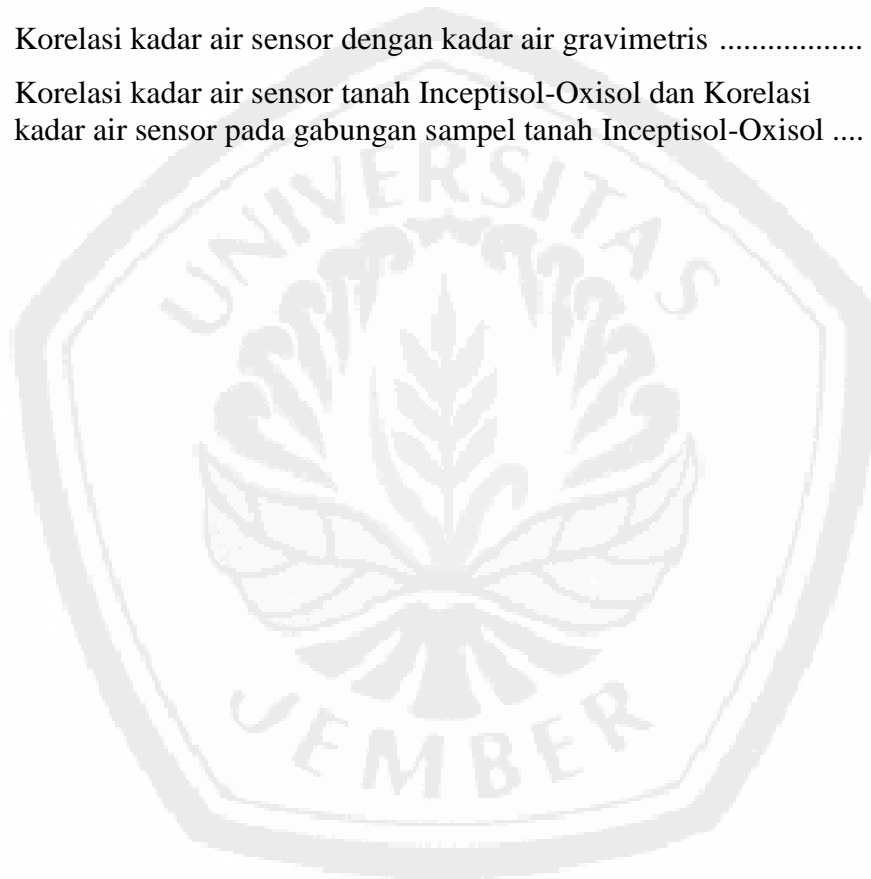 Korelasi kadar air sensor dengan kadar air gravimetris ..................
Korelasi kadar air sensor tanah Inceptisol-Oxisol dan Korelasi
kadar air sensor pada gabungan sampel tanah Inceptisol-Oxisol ....
UNIVERSITAS
JEMBER